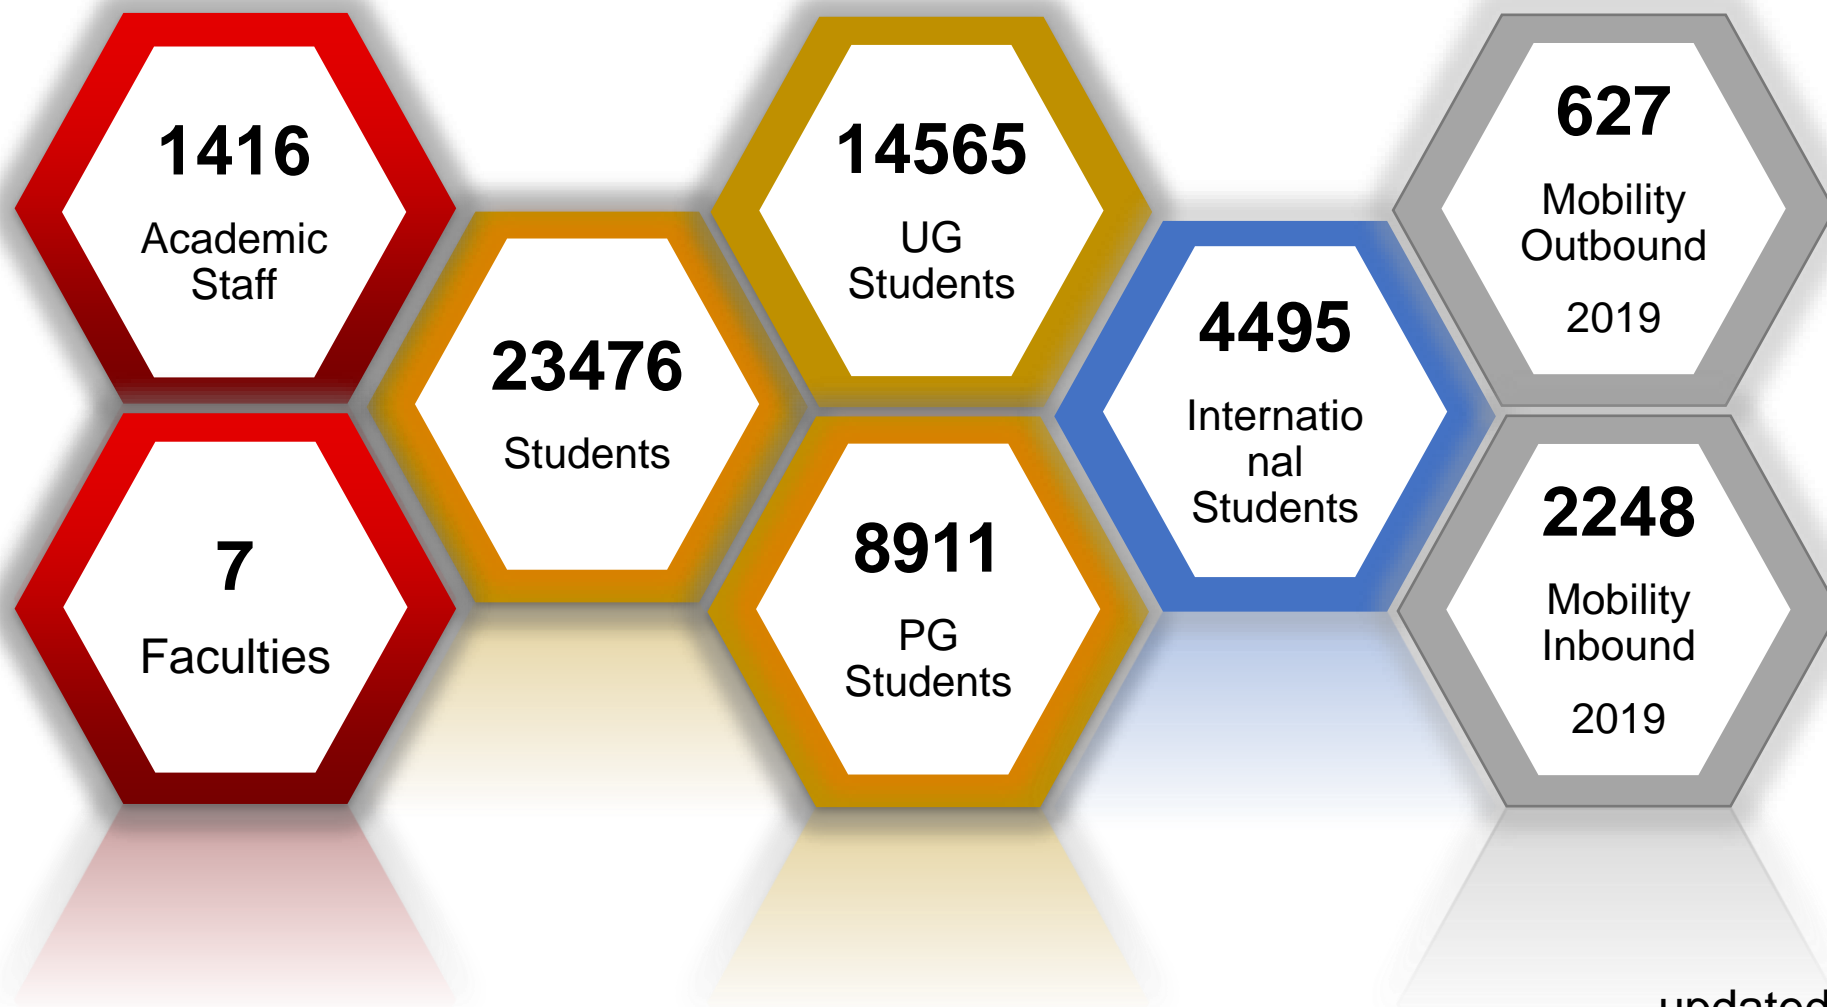 1416
Academic
Staff
7
Faculties
23476
Students
14565
UG
Students
8911
PG
Students
4495
Internatio
nal
Students
627
Mobility
Outbound
2019
2248
Mobility
Inbound
2019
updated